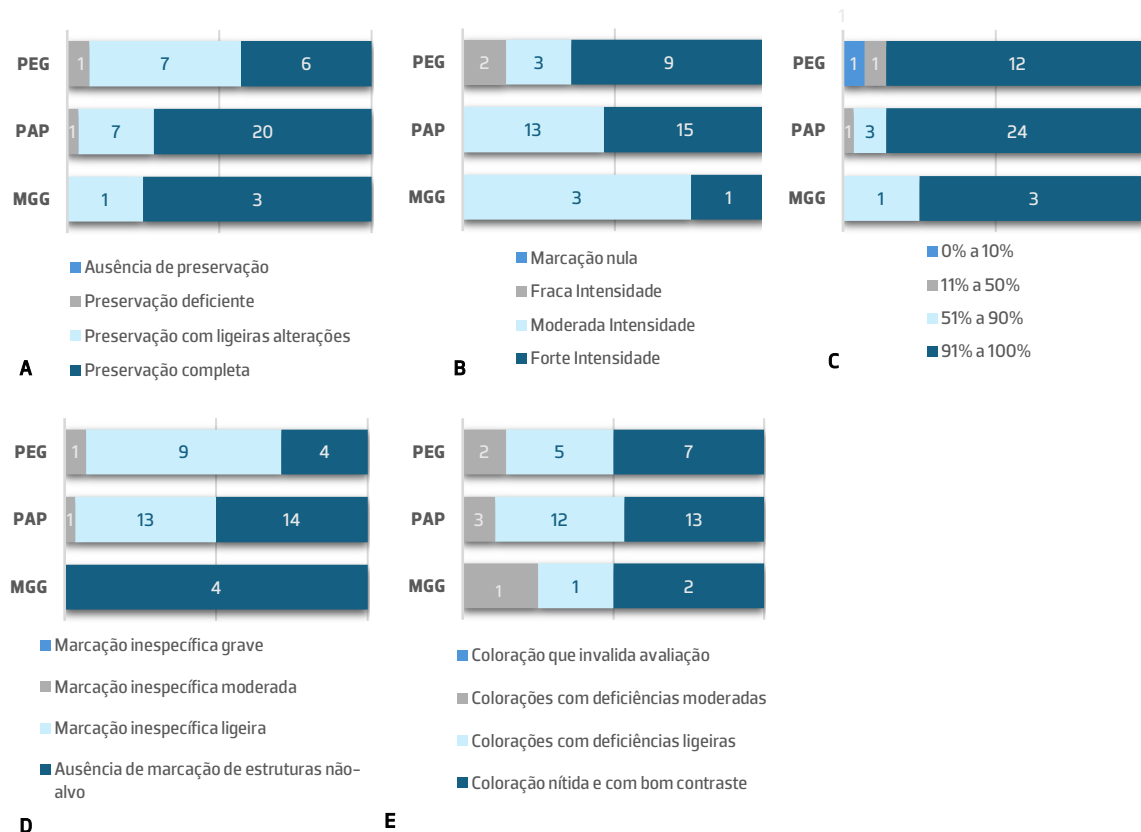 PEG 1 7 6
PAP 1 7 20
MGG 1 3
Ausência de preservação
Preservação deficiente
Preservação com ligeiras alterações
Preservação completa
A
PEG 2 3 9
PAP 13 15
MGG 3 1
Marcação nula
Fraca Intensidade
Moderada Intensidade
Forte Intensidade
B
1
PEG 1 1 12
PAP 1 3 24
MGG 1 3
0% a 10%
11% a 50%
51% a 90%
91% a 100%
C
PEG 1 9 4
PAP 1 13 14
MGG 4
Marcação inespecífica grave
Marcação inespecífica moderada
Marcação inespecífica ligeira
Ausência de marcação de estruturas não-
alvo
D
PEG 2 5 7
PAP 3 12 13
MGG 1 1 2
Coloração que invalida avaliação
Colorações com deficiências moderadas
Colorações com deficiências ligeiras
Coloração nítida e com bom contraste
E